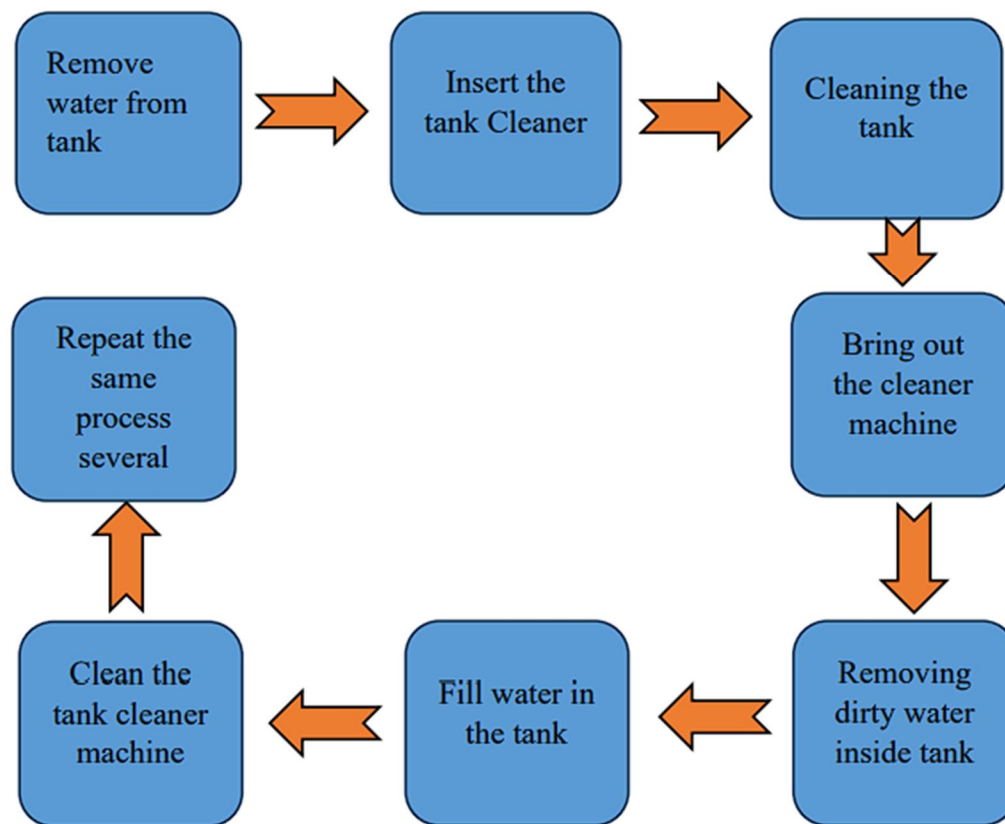 Remove
water from
tank
Insert the
tank Cleaner
Cleaning the
tank
Bring out
the cleaner
machine
Removing
dirty water
inside tank
Fill water in
the tank
Clean the
tank cleaner
machine
Repeat the
same
process
several